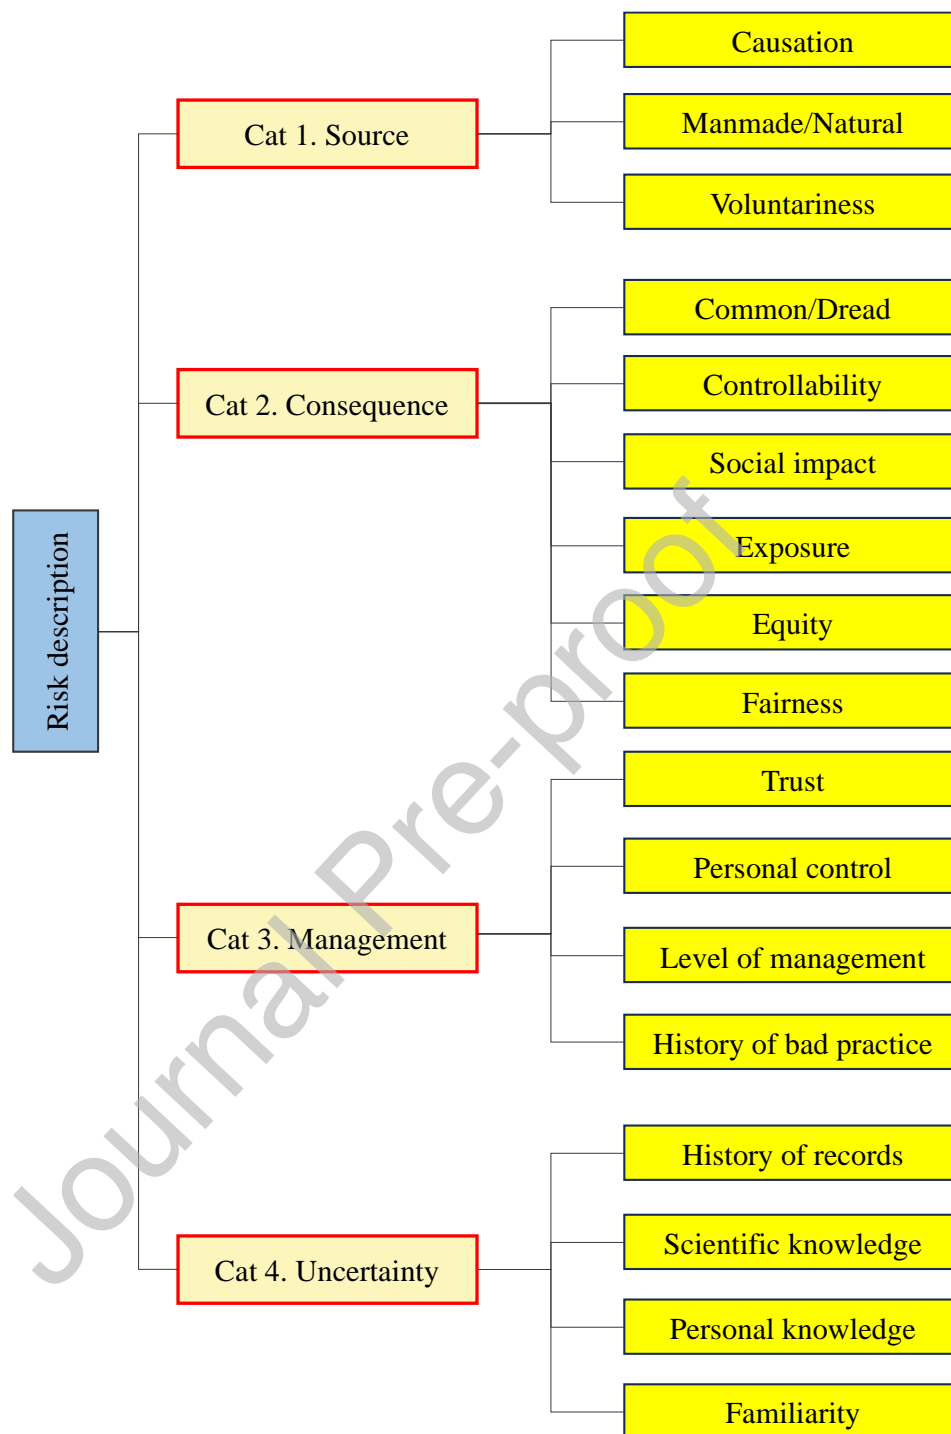 Risk description
Cat 1. Source
Causation
Manmade/Natural
Voluntariness
Cat 2. Consequence
Common/Dread
Controllability
Social impact
Exposure
Equity
Fairness
Cat 3. Management
Trust
Personal control
Level of management
History of bad practice
Cat 4. Uncertainty
History of records
Scientific knowledge
Personal knowledge
Familiarity
Journal Pre-proof